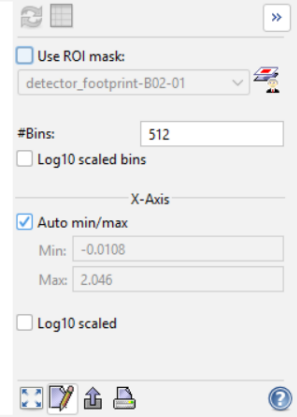 »
Use ROI mask:
detector_footprint-B02-01
#Bins: 512
Log10 scaled bins
X-Axis
Auto min/max
Min: -0.0108
Max: 2.046
Log10 scaled
?